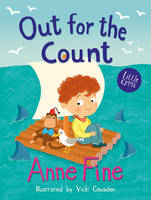 Out for the
Count
Little Gems
Anne Fine
Illustrated by Vicki Gausden